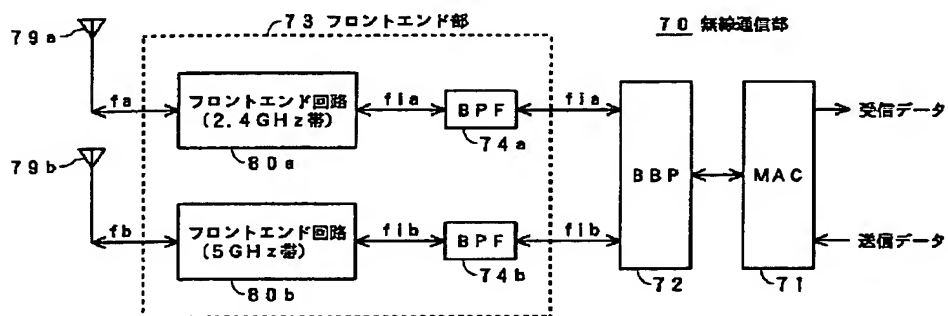 73 フロントエンド部
70 無線通信部
79a
fa
フロントエンド回路
(2.4GHz帯)
80a
fia
BPF
74a
fia
79b
fb
フロントエンド回路
(5GHz帯)
80b
fib
BPF
74b
fib
BBP
72
MAC
71
受信データ
送信データ